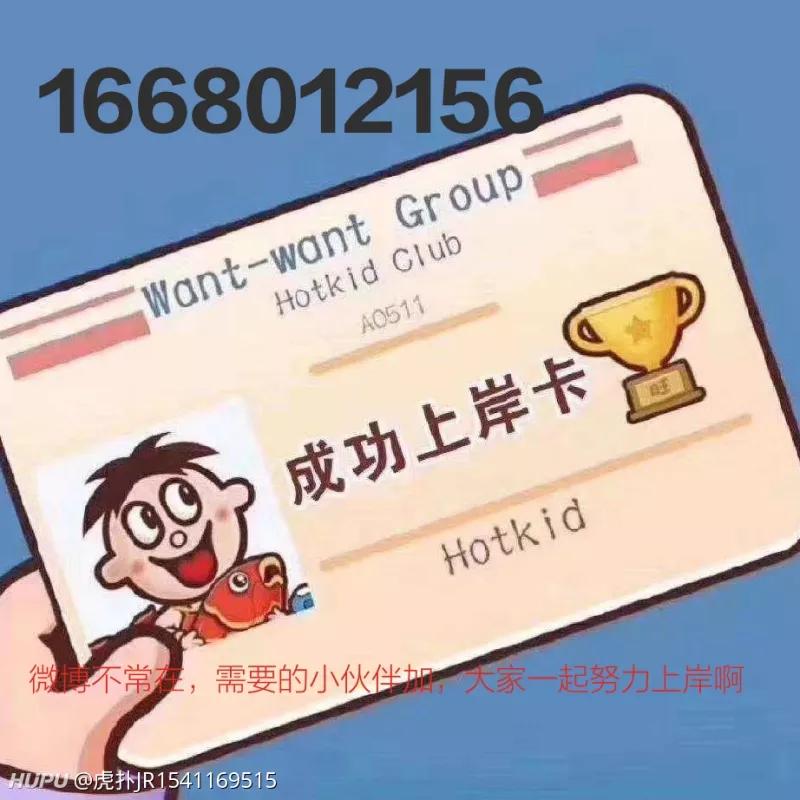 1668012156
Want-want Group
Hotkid Club
A0511
成功上岸卡
旺
Hotkid
微博不常在，需要的小伙伴加，大家一起努力上岸啊
HUPU @虎扑JR1541169515